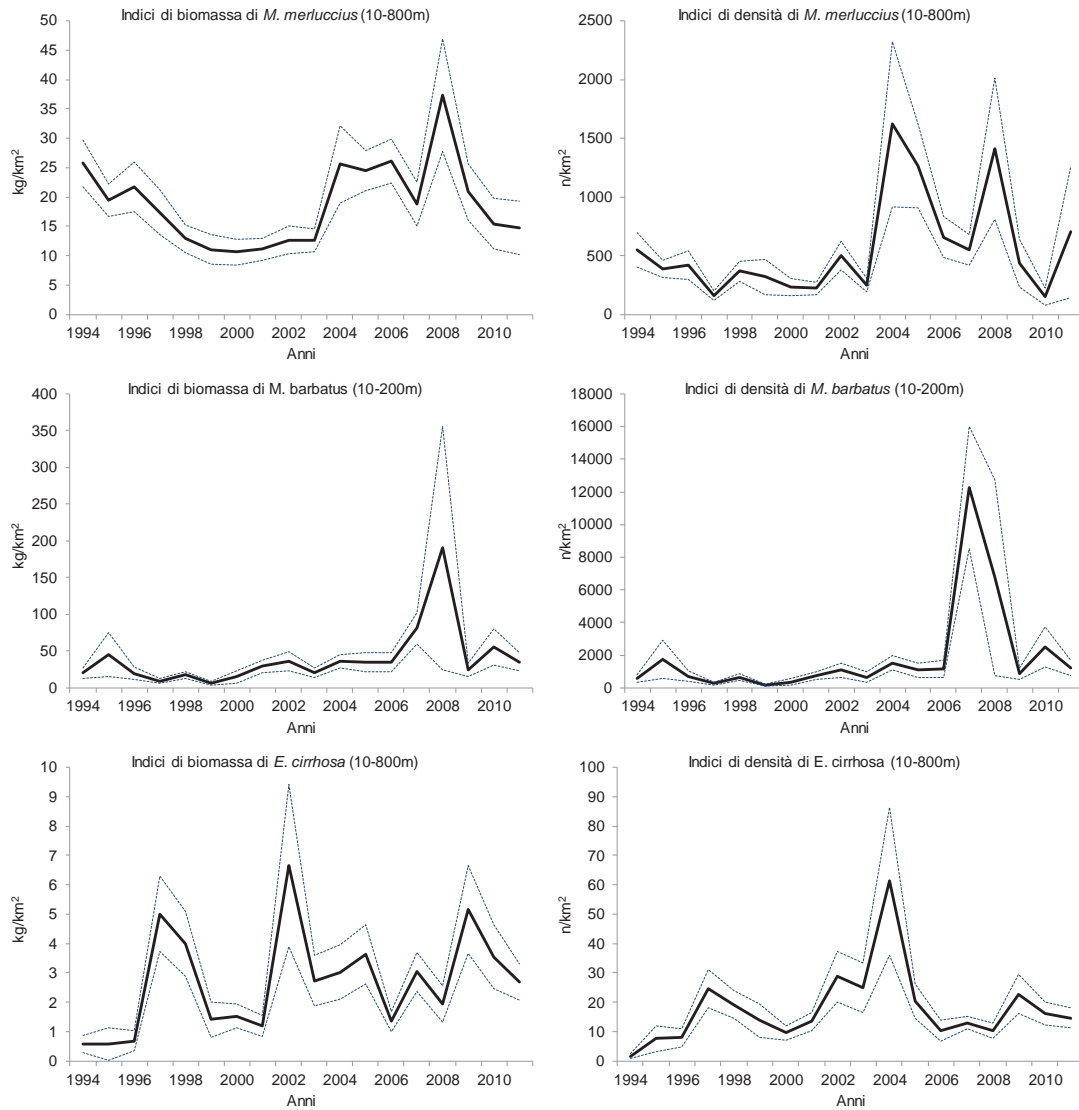 Indici di biomassa di M. merluccius (10-800m)
50
45
40
35
30
25
20
15
10
5
0
kg/km²
1994 1996 1998 2000 2002 2004 2006 2008 2010
Anni
Indici di densità di M. merluccius (10-800m)
2500
2000
1500
1000
500
0
n/km²
1994 1996 1998 2000 2002 2004 2006 2008 2010
Anni
Indici di biomassa di M. barbatus (10-200m)
400
350
300
250
200
150
100
50
0
kg/km²
1994 1996 1998 2000 2002 2004 2006 2008 2010
Anni
Indici di densità di M. barbatus (10-200m)
18000
16000
14000
12000
10000
8000
6000
4000
2000
0
n/km²
1994 1996 1998 2000 2002 2004 2006 2008 2010
Anni
Indici di biomassa di E. cirrhosa (10-800m)
10
9
8
7
6
5
4
3
2
1
0
kg/km²
1994 1996 1998 2000 2002 2004 2006 2008 2010
Anni
Indici di densità di E. cirrhosa (10-800m)
100
90
80
70
60
50
40
30
20
10
0
n/km²
1994 1996 1998 2000 2002 2004 2006 2008 2010
Anni